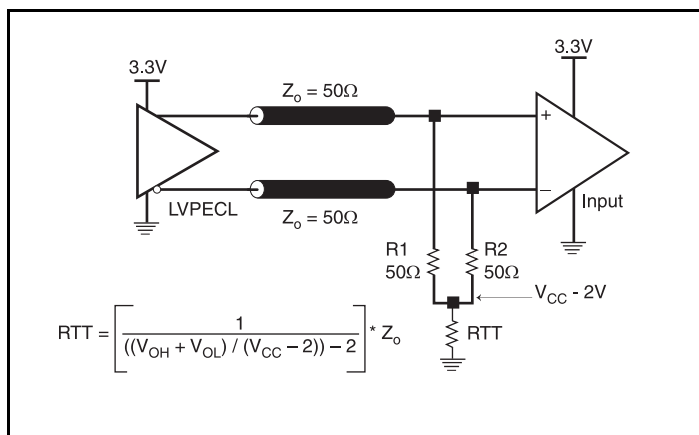 3.3V
3.3V
Zo = 50Ω
+
−
LVPECL
Zo = 50Ω
Input
R1
50Ω
R2
50Ω
VCC - 2V
RTT = [ 1 / ((VOH + VOL) / (VCC − 2)) − 2 ] * Zo
RTT